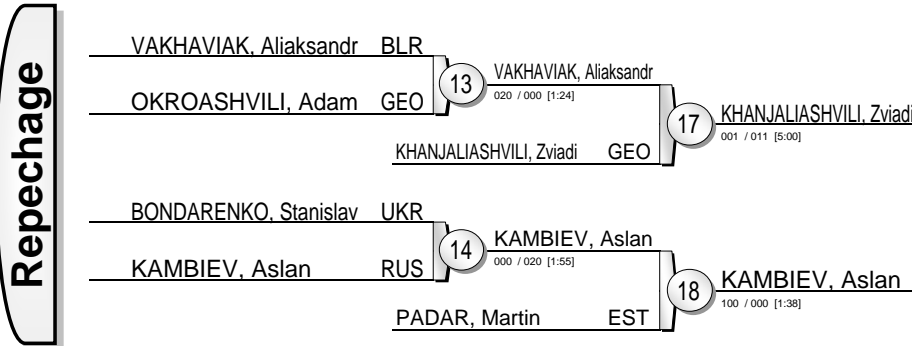 Repechage
VAKHAVIAK, Aliaksandr BLR
OKROASHVILI, Adam GEO
13
VAKHAVIAK, Aliaksandr
020 / 000 [1:24]
KHANJALIASHVILI, Zviadi GEO
17
KHANJALIASHVILI, Zviadi
001 / 011 [5:00]
BONDARENKO, Stanislav UKR
KAMBIEV, Aslan RUS
14
KAMBIEV, Aslan
000 / 020 [1:55]
PADAR, Martin EST
18
KAMBIEV, Aslan
100 / 000 [1:38]